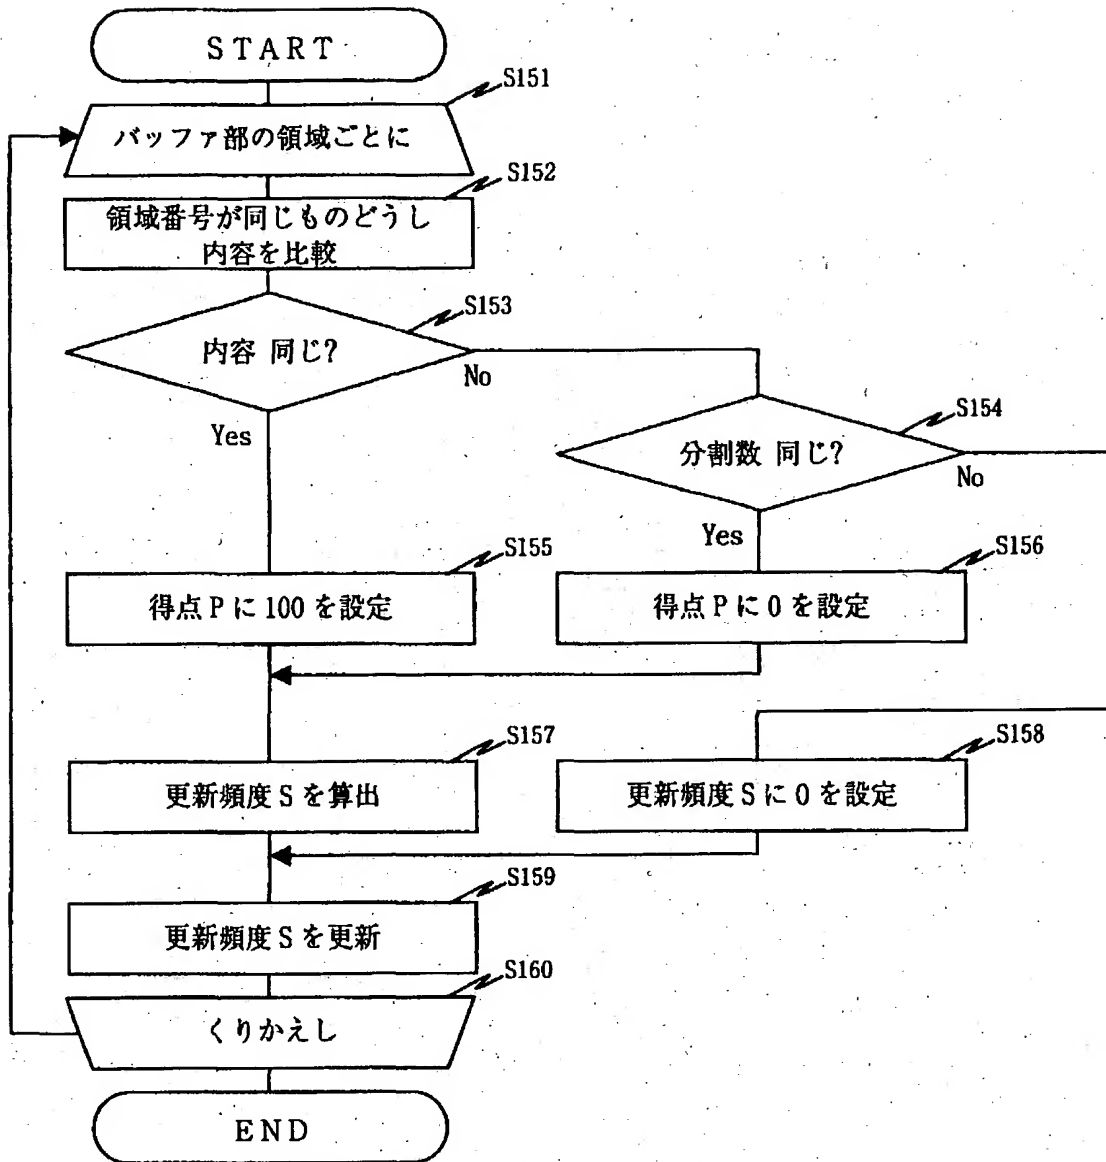 START
S151
バッファ部の領域ごとに
S152
領域番号が同じものどうし
内容を比較
S153
内容 同じ?
No
Yes
S154
分割数 同じ?
No
Yes
S155
得点Pに100を設定
S156
得点Pに0を設定
S157
更新頻度Sを算出
S158
更新頻度Sに0を設定
S159
更新頻度Sを更新
S160
くりかえし
END